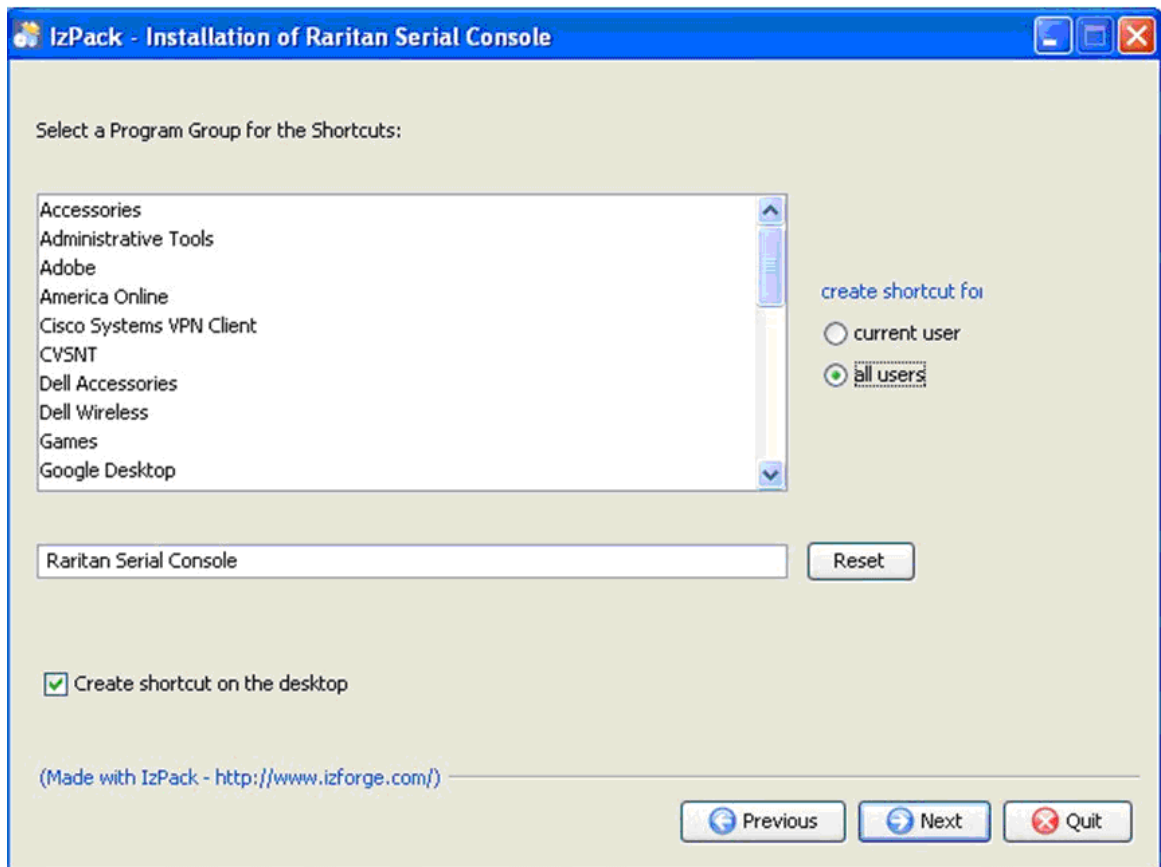 IzPack - Installation of Raritan Serial Console
Select a Program Group for the Shortcuts:
Accessories
Administrative Tools
Adobe
America Online
Cisco Systems VPN Client
CVSNT
Dell Accessories
Dell Wireless
Games
Google Desktop
create shortcut for
current user
all users
Raritan Serial Console
Reset
Create shortcut on the desktop
(Made with IzPack - http://www.izforge.com/)
Previous
Next
Quit